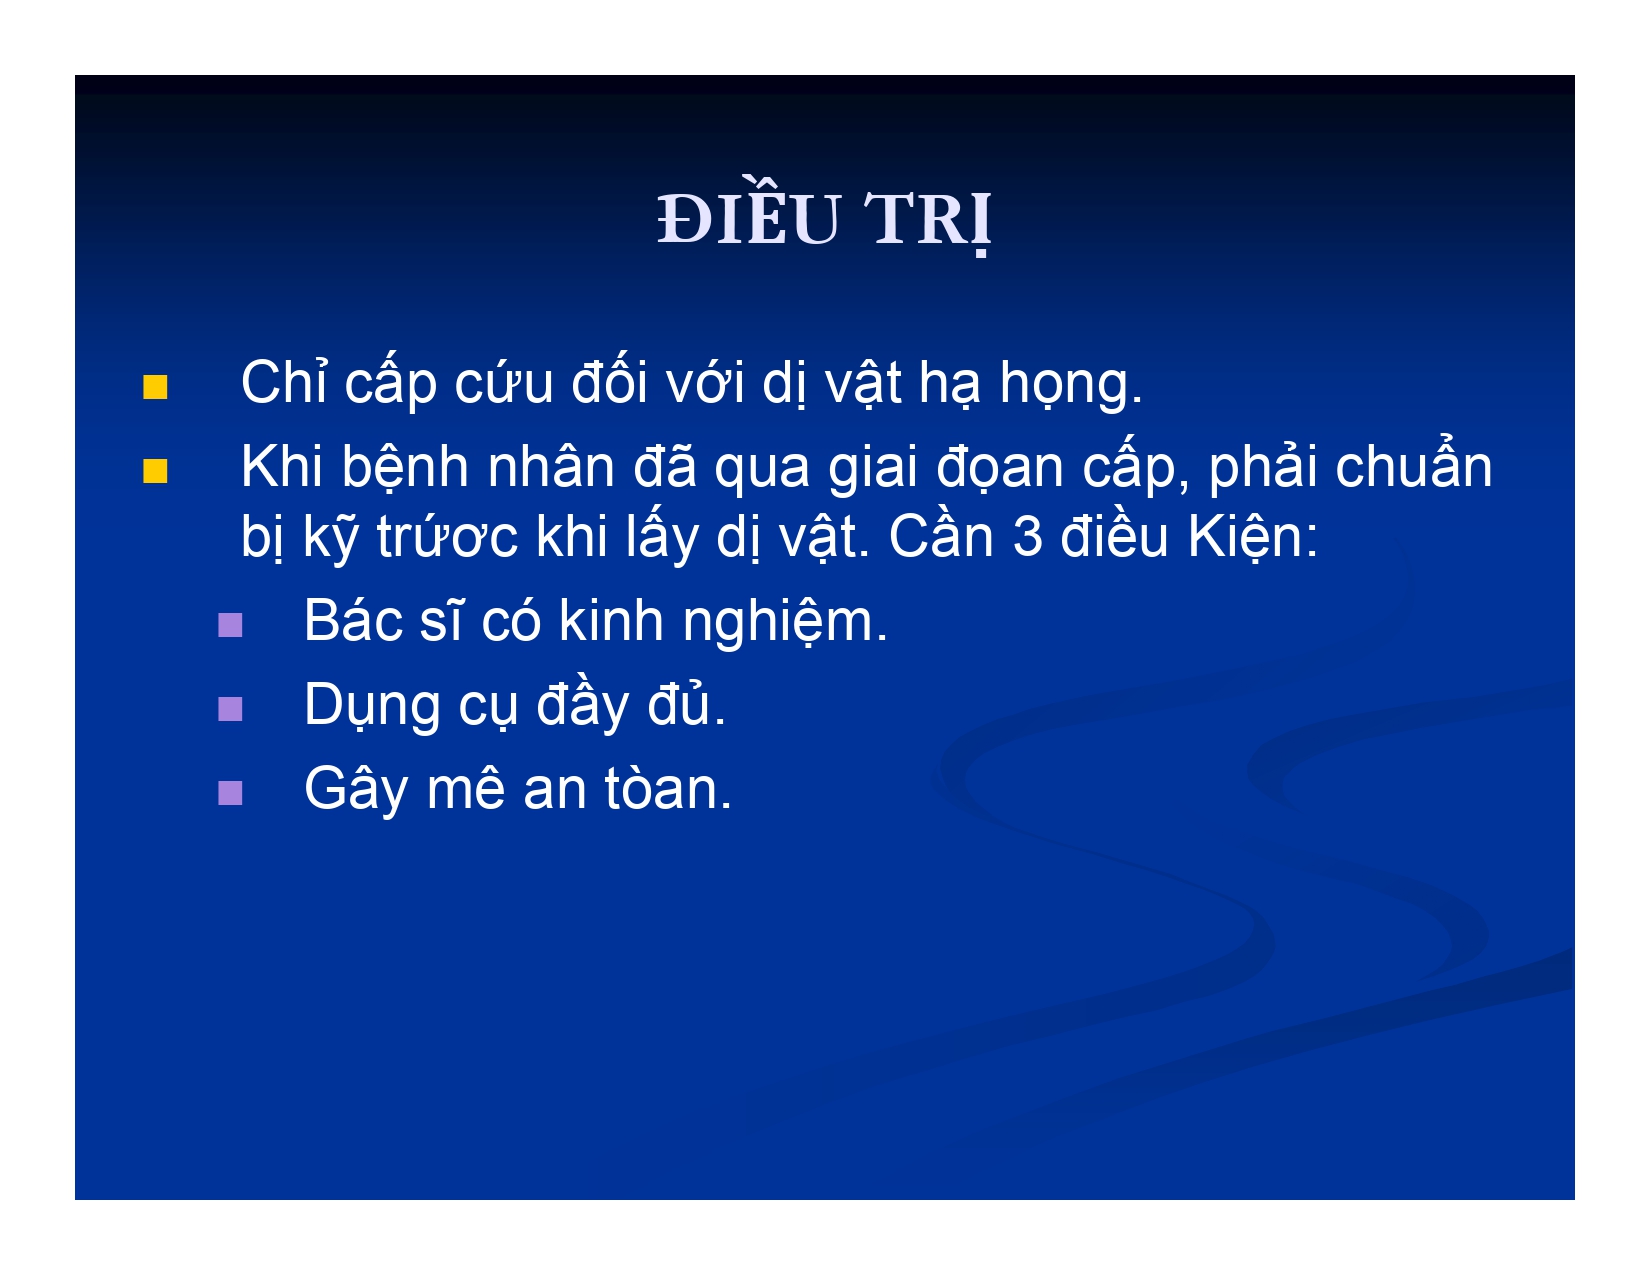 ĐIỀU TRỊ
Chỉ cấp cứu đối với dị vật hạ họng.
Khi bệnh nhân đã qua giai đọan cấp, phải chuẩn
bị kỹ trứơc khi lấy dị vật. Cần 3 điều Kiện:
Bác sĩ có kinh nghiệm.
Dụng cụ đầy đủ.
Gây mê an tòan.